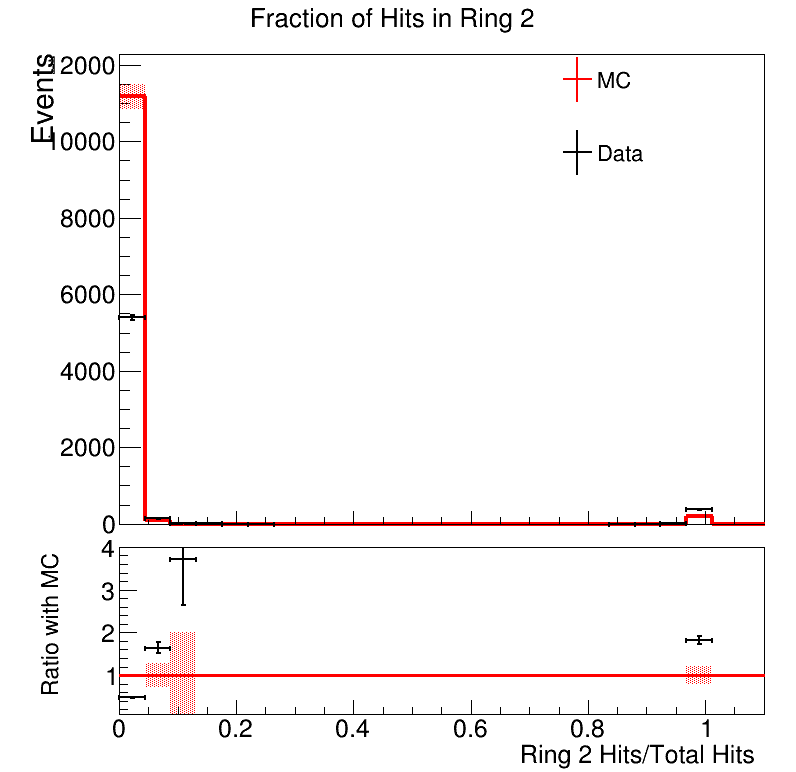 Fraction of Hits in Ring 2
Events
12000
10000
8000
6000
4000
2000
0
MC
Data
Ratio with MC
4
3
2
1
0 0.2 0.4 0.6 0.8 1
Ring 2 Hits/Total Hits